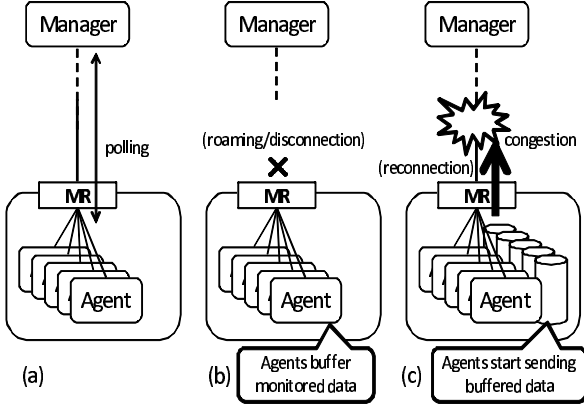 Manager
polling
MR
Agent
(a)
Manager
(roaming/disconnection)
MR
Agent
Agents buffer
monitored data
(b)
Manager
congestion
(reconnection)
MR
Agent
Agents start sending
buffered data
(c)